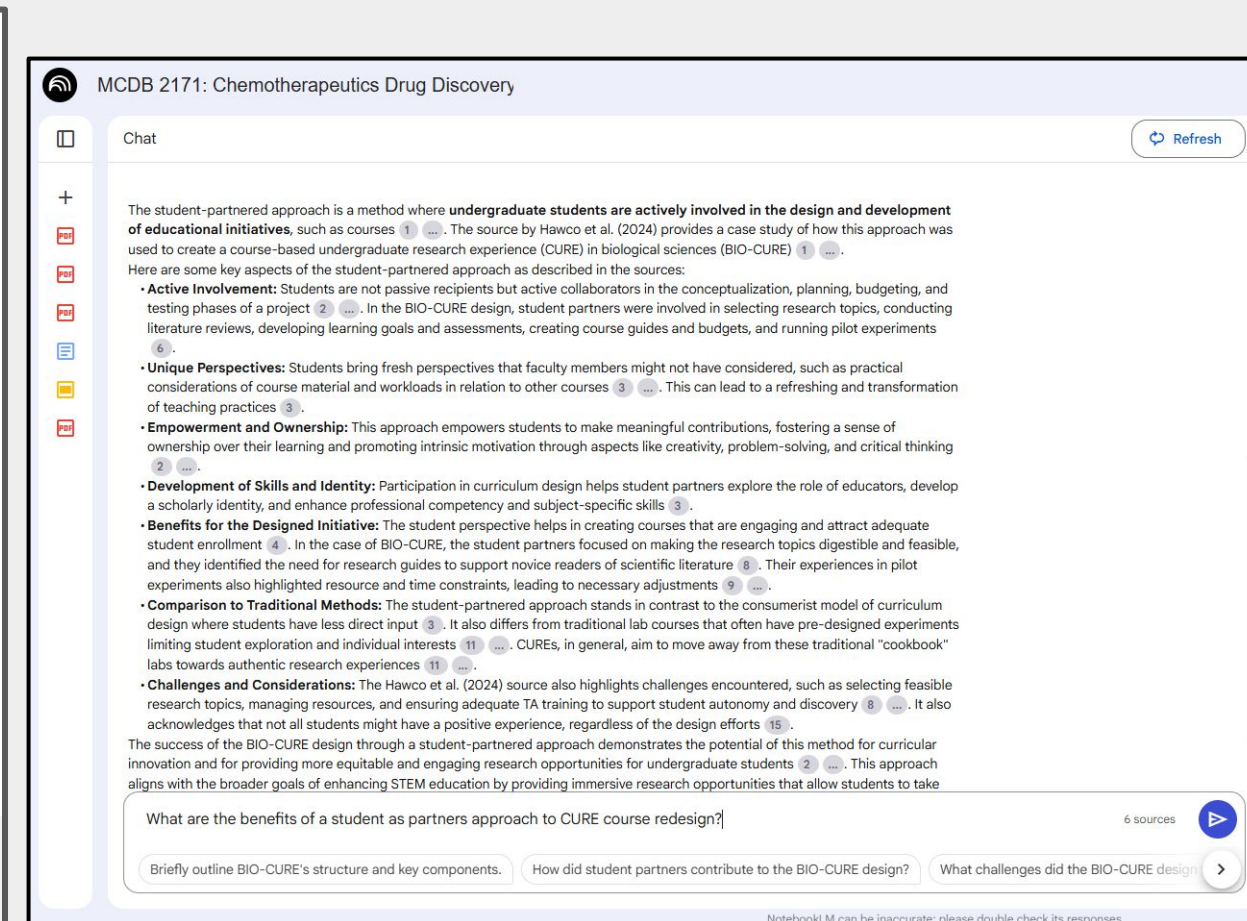 MCDB 2171: Chemotherapeutics Drug Discovery
Chat
Refresh
The student-partnered approach is a method where undergraduate students are actively involved in the design and development
of educational initiatives, such as courses 1 ... . The source by Hawco et al. (2024) provides a case study of how this approach was
used to create a course-based undergraduate research experience (CURE) in biological sciences (BIO-CURE) 1 ... .
Here are some key aspects of the student-partnered approach as described in the sources:
• Active Involvement: Students are not passive recipients but active collaborators in the conceptualization, planning, budgeting, and
testing phases of a project 2 ... . In the BIO-CURE design, student partners were involved in selecting research topics, conducting
literature reviews, developing learning goals and assessments, creating course guides and budgets, and running pilot experiments
6 .
• Unique Perspectives: Students bring fresh perspectives that faculty members might not have considered, such as practical
considerations of course material and workloads in relation to other courses 3 ... . This can lead to a refreshing and transformation
of teaching practices 3 .
• Empowerment and Ownership: This approach empowers students to make meaningful contributions, fostering a sense of
ownership over their learning and promoting intrinsic motivation through aspects like creativity, problem-solving, and critical thinking
2 ... .
• Development of Skills and Identity: Participation in curriculum design helps student partners explore the role of educators, develop
a scholarly identity, and enhance professional competency and subject-specific skills 3 .
• Benefits for the Designed Initiative: The student perspective helps in creating courses that are engaging and attract adequate
student enrollment 4 . In the case of BIO-CURE, the student partners focused on making the research topics digestible and feasible,
and they identified the need for research guides to support novice readers of scientific literature 8 . Their experiences in pilot
experiments also highlighted resource and time constraints, leading to necessary adjustments 9 ... .
• Comparison to Traditional Methods: The student-partnered approach stands in contrast to the consumerist model of curriculum
design where students have less direct input 3 . It also differs from traditional lab courses that often have pre-designed experiments
limiting student exploration and individual interests 11 ... . CUREs, in general, aim to move away from these traditional "cookbook"
labs towards authentic research experiences 11 ... .
• Challenges and Considerations: The Hawco et al. (2024) source also highlights challenges encountered, such as selecting feasible
research topics, managing resources, and ensuring adequate TA training to support student autonomy and discovery 8 ... . It also
acknowledges that not all students might have a positive experience, regardless of the design efforts 15 .
The success of the BIO-CURE design through a student-partnered approach demonstrates the potential of this method for curricular
innovation and for providing more equitable and engaging research opportunities for undergraduate students 2 ... . This approach
aligns with the broader goals of enhancing STEM education by providing immersive research opportunities that allow students to take
What are the benefits of a student as partners approach to CURE course redesign?
6 sources
Briefly outline BIO-CURE's structure and key components.
How did student partners contribute to the BIO-CURE design?
What challenges did the BIO-CURE design
PDF
PDF
PDF
PDF
NotebookLM can be inaccurate; please double check its responses.